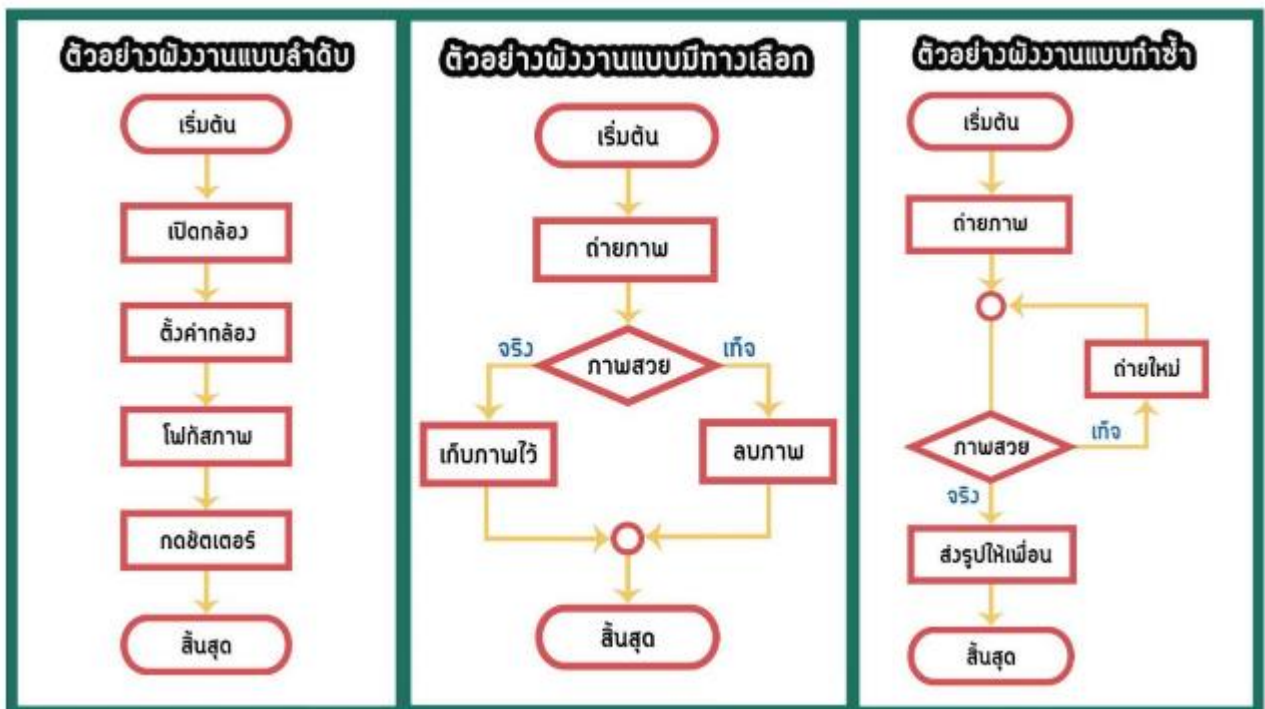 ตัวอย่างผังงานแบบลำดับ
เริ่มต้น
เปิดกล้อง
ตั้งค่ากล้อง
โฟกัสภาพ
กดชัตเตอร์
สิ้นสุด
ตัวอย่างผังงานแบบมีทางเลือก
เริ่มต้น
ถ่ายภาพ
จริง
ภาพสวย
เท็จ
เก็บภาพไว้
ลบภาพ
สิ้นสุด
ตัวอย่างผังงานแบบทำซ้ำ
เริ่มต้น
ถ่ายภาพ
ถ่ายใหม่
ภาพสวย
เท็จ
จริง
ส่งรูปให้เพื่อน
สิ้นสุด